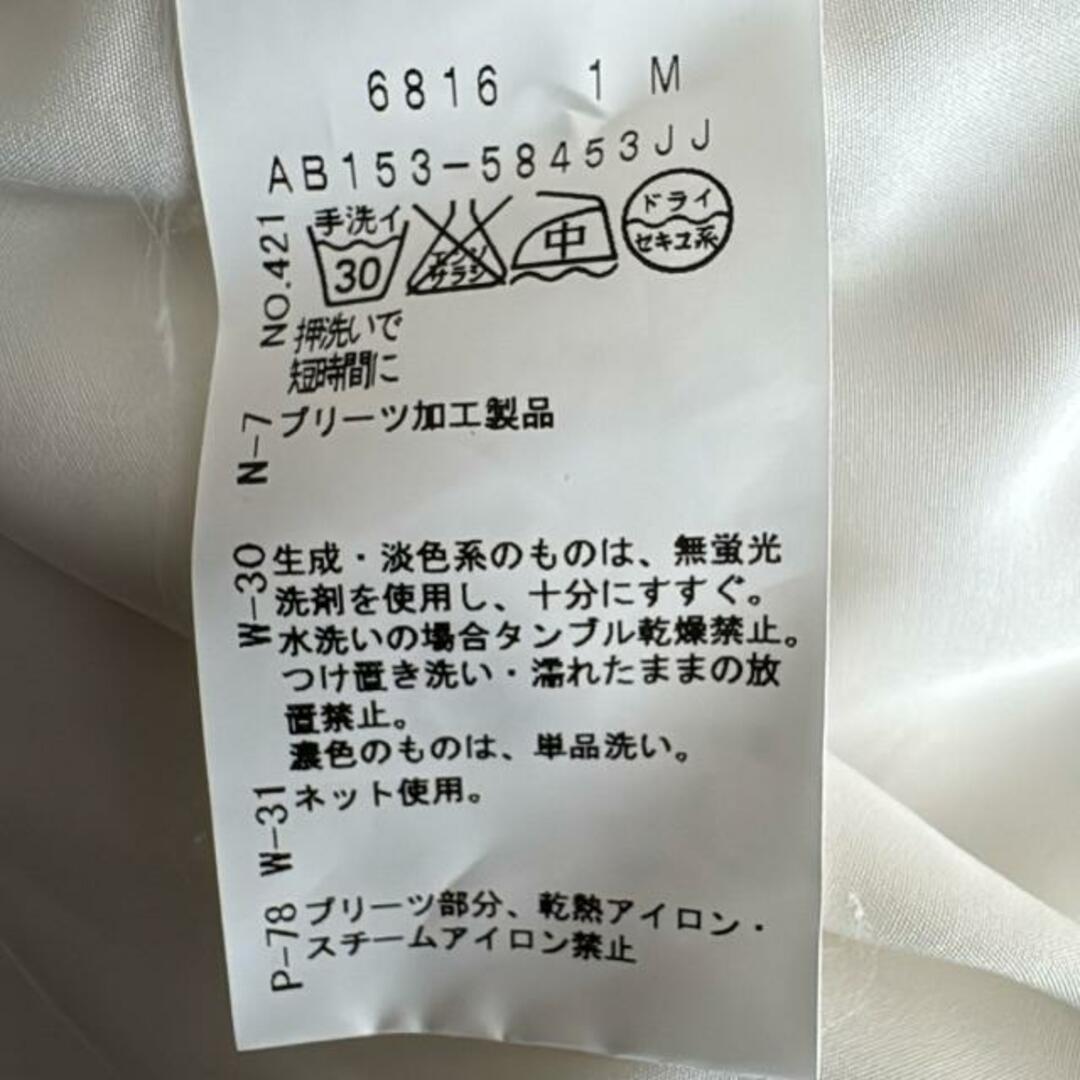 6816 1 M
AB153-58453JJ
NO.421
手洗イ
30
エンソ
サラシ
中
ドライ
セキユ系
押洗いで
短時間に
N-7
プリーツ加工製品
W-30
生成・淡色系のものは、無蛍光
洗剤を使用し、十分にすすぐ。
水洗いの場合タンブル乾燥禁止。
つけ置き洗い・濡れたままの放
置禁止。
濃色のものは、単品洗い。
W-31
ネット使用。
P-78
プリーツ部分、乾熱アイロン・
スチームアイロン禁止